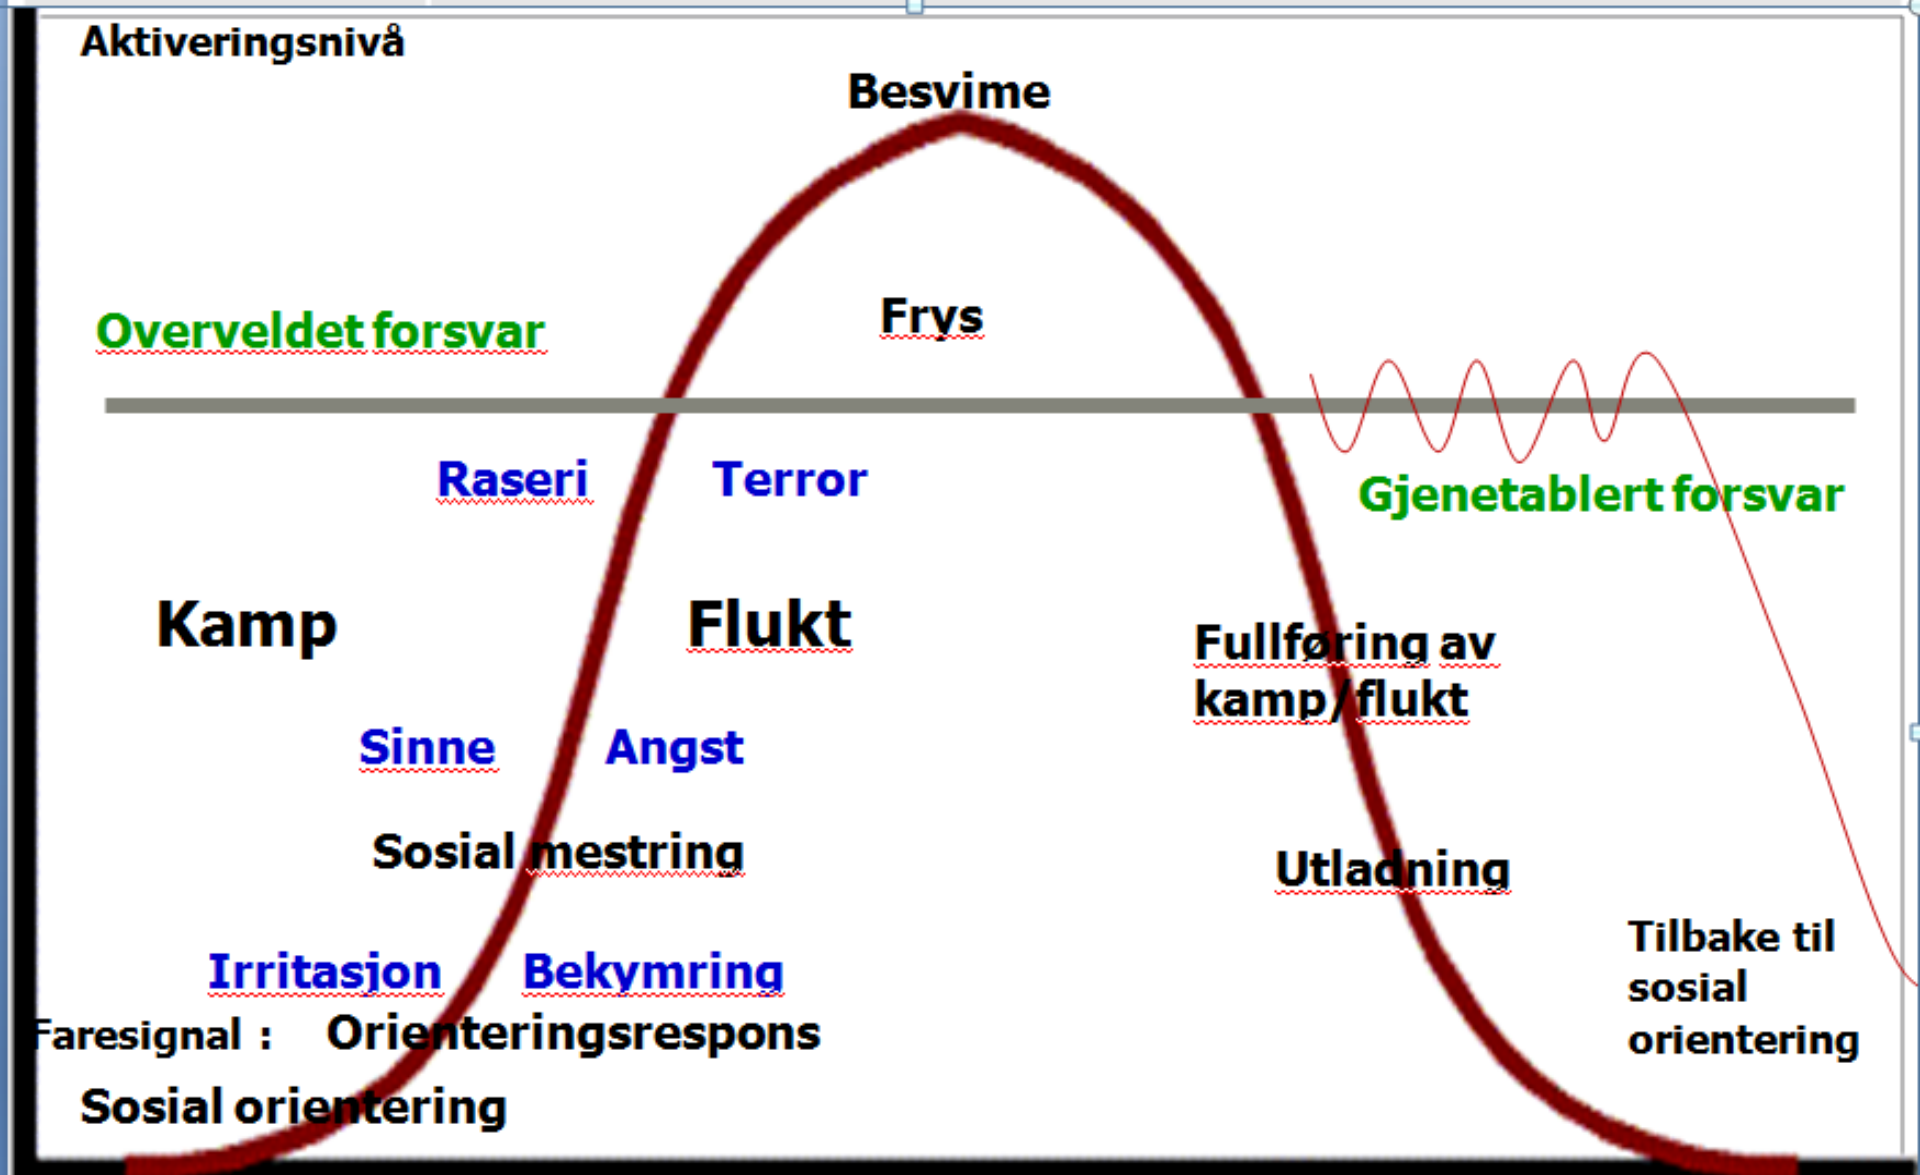 Aktiveringsnivå
Besvime
Frys
Overveldet forsvar
Raseri Terror
Gjenetablert forsvar
Kamp Flukt
Fullføring av
kamp/flukt
Sinne Angst
Sosial mestring
Utladning
Irritasjon Bekymring
Tilbake til
sosial
orientering
Faresignal : Orienteringsrespons
Sosial orientering